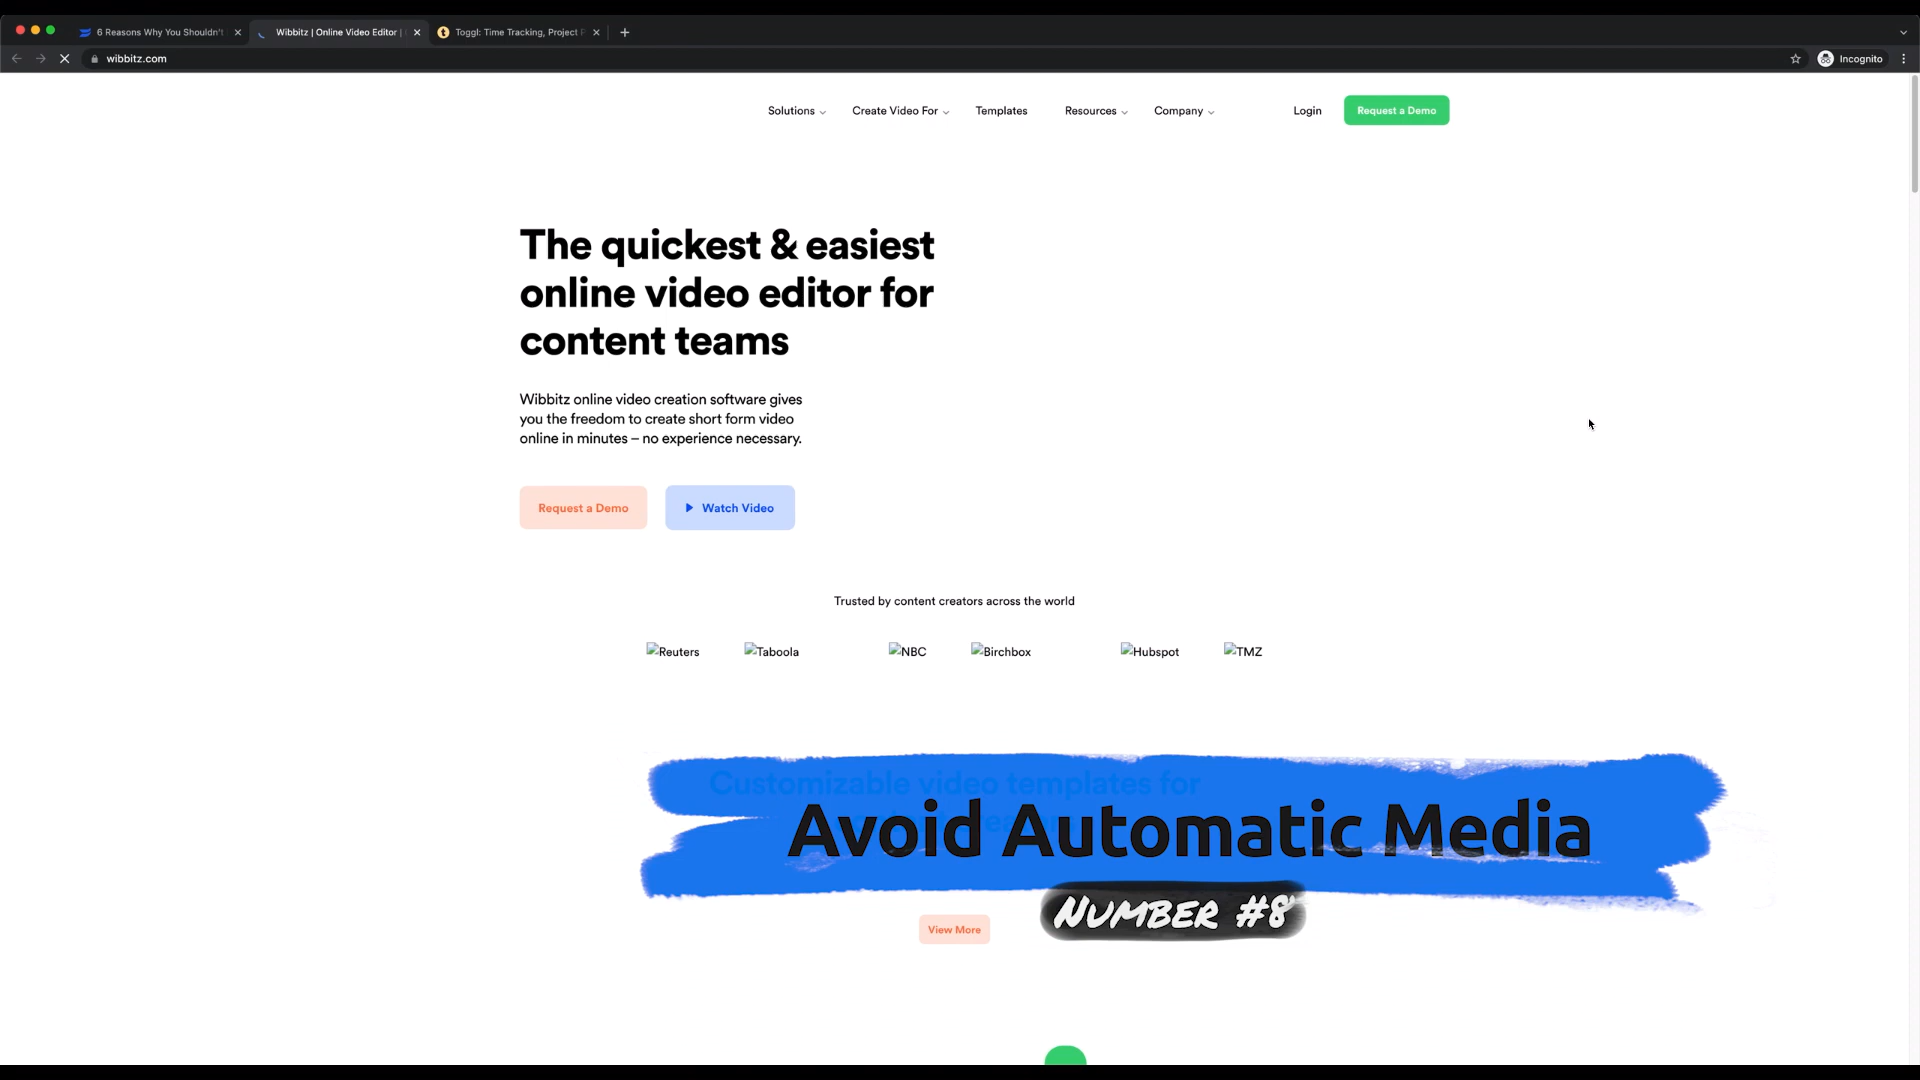 6 Reasons Why You Shouldn't
Wibbitz | Online Video Editor |
Toggl: Time Tracking, Project P
wibbitz.com
Incognito
Solutions
Create Video For
Templates
Resources
Company
Login
Request a Demo
The quickest & easiest
online video editor for
content teams
Wibbitz online video creation software gives
you the freedom to create short form video
online in minutes – no experience necessary.
Request a Demo
Watch Video
Trusted by content creators across the world
Reuters
Taboola
NBC
Birchbox
Hubspot
TMZ
Customizable video templates for
Avoid Automatic Media
Number #8
View More